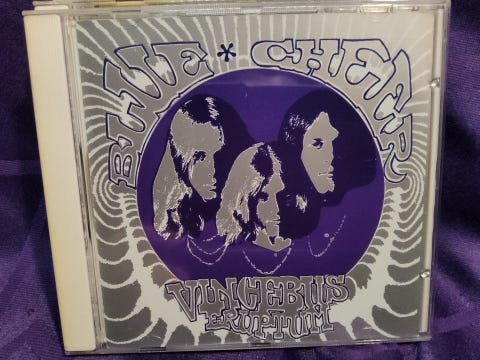 BLUE * CHEER
VINCEBUS
ERUPTUM